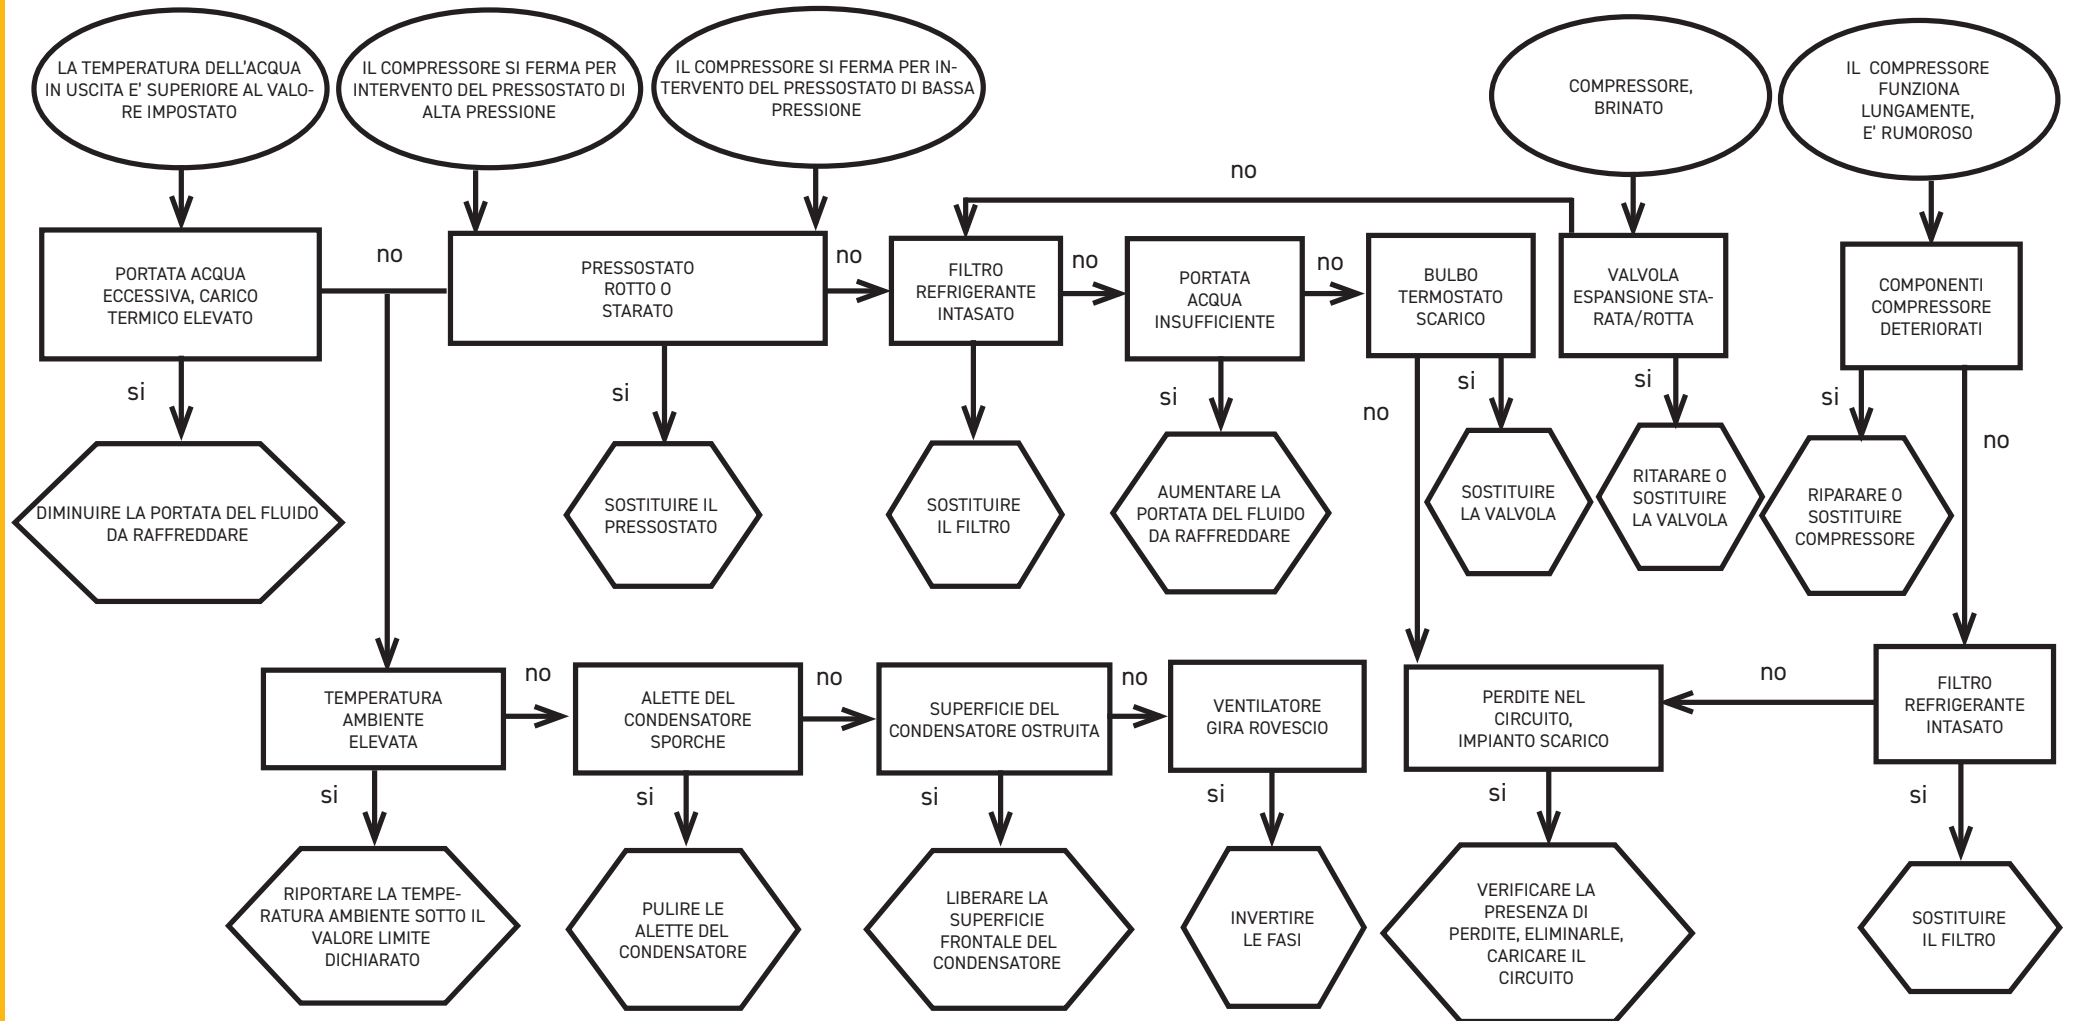 LA TEMPERATURA DELL'ACQUA
IN USCITA E' SUPERIORE AL VALO-
RE IMPOSTATO
IL COMPRESSORE SI FERMA PER
INTERVENTO DEL PRESSOSTATO DI
ALTA PRESSIONE
IL COMPRESSORE SI FERMA PER IN-
TERVENTO DEL PRESSOSTATO DI BASSA
PRESSIONE
COMPRESSORE,
BRINATO
IL COMPRESSORE
FUNZIONA
LUNGAMENTE,
E' RUMOROSO
no
PORTATA ACQUA
ECCESSIVA, CARICO
TERMICO ELEVATO
no
PRESSOSTATO
ROTTO O
STARATO
no
FILTRO
REFRIGERANTE
INTASATO
no
PORTATA
ACQUA
INSUFFICIENTE
no
BULBO
TERMOSTATO
SCARICO
VALVOLA
ESPANSIONE STA-
RATA/ROTTA
COMPONENTI
COMPRESSORE
DETERIORATI
si
si
si
no
si
si
si
no
DIMINUIRE LA PORTATA DEL FLUIDO
DA RAFFREDDARE
SOSTITUIRE IL
PRESSOSTATO
SOSTITUIRE
IL FILTRO
AUMENTARE LA
PORTATA DEL FLUIDO
DA RAFFREDDARE
SOSTITUIRE
LA VALVOLA
RITARARE O
SOSTITUIRE
LA VALVOLA
RIPARARE O
SOSTITUIRE
COMPRESSORE
TEMPERATURA
AMBIENTE
ELEVATA
no
ALETTE DEL
CONDENSATORE
SPORCHE
no
SUPERFICIE DEL
CONDENSATORE OSTRUITA
no
VENTILATORE
GIRA ROVESCIO
PERDITE NEL
CIRCUITO,
IMPIANTO SCARICO
no
FILTRO
REFRIGERANTE
INTASATO
si
si
si
si
si
si
RIPORTARE LA TEMPE-
RATURA AMBIENTE SOTTO IL
VALORE LIMITE
DICHIARATO
PULIRE LE
ALETTE DEL
CONDENSATORE
LIBERARE LA
SUPERFICIE
FRONTALE DEL
CONDENSATORE
INVERTIRE
LE FASI
VERIFICARE LA
PRESENZA DI
PERDITE, ELIMINARLE,
CARICARE IL
CIRCUITO
SOSTITUIRE
IL FILTRO